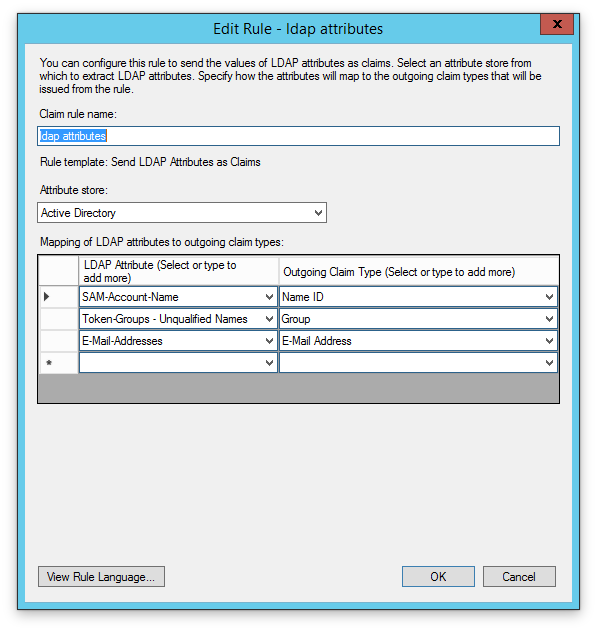 Edit Rule - ldap attributes
x
You can configure this rule to send the values of LDAP attributes as claims. Select an attribute store from
which to extract LDAP attributes. Specify how the attributes will map to the outgoing claim types that will be
issued from the rule.
Claim rule name:
ldap attributes
Rule template: Send LDAP Attributes as Claims
Attribute store:
Active Directory
Mapping of LDAP attributes to outgoing claim types:
LDAP Attribute (Select or type to
add more)
Outgoing Claim Type (Select or type to add more)
SAM-Account-Name Name ID
Token-Groups - Unqualified Names Group
E-Mail-Addresses E-Mail Address
*
View Rule Language... OK Cancel